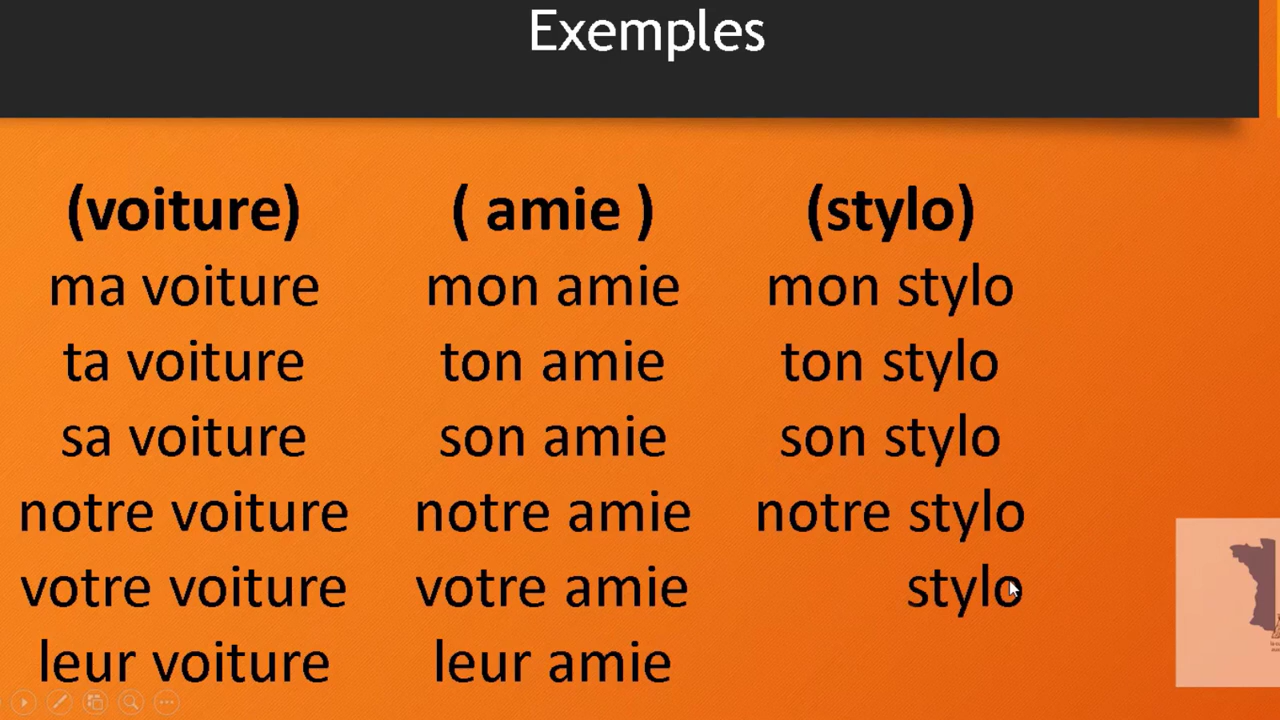 Exemples
(voiture)
ma voiture
ta voiture
sa voiture
notre voiture
votre voiture
leur voiture
( amie )
mon amie
ton amie
son amie
notre amie
votre amie
leur amie
(stylo)
mon stylo
ton stylo
son stylo
notre stylo
stylo